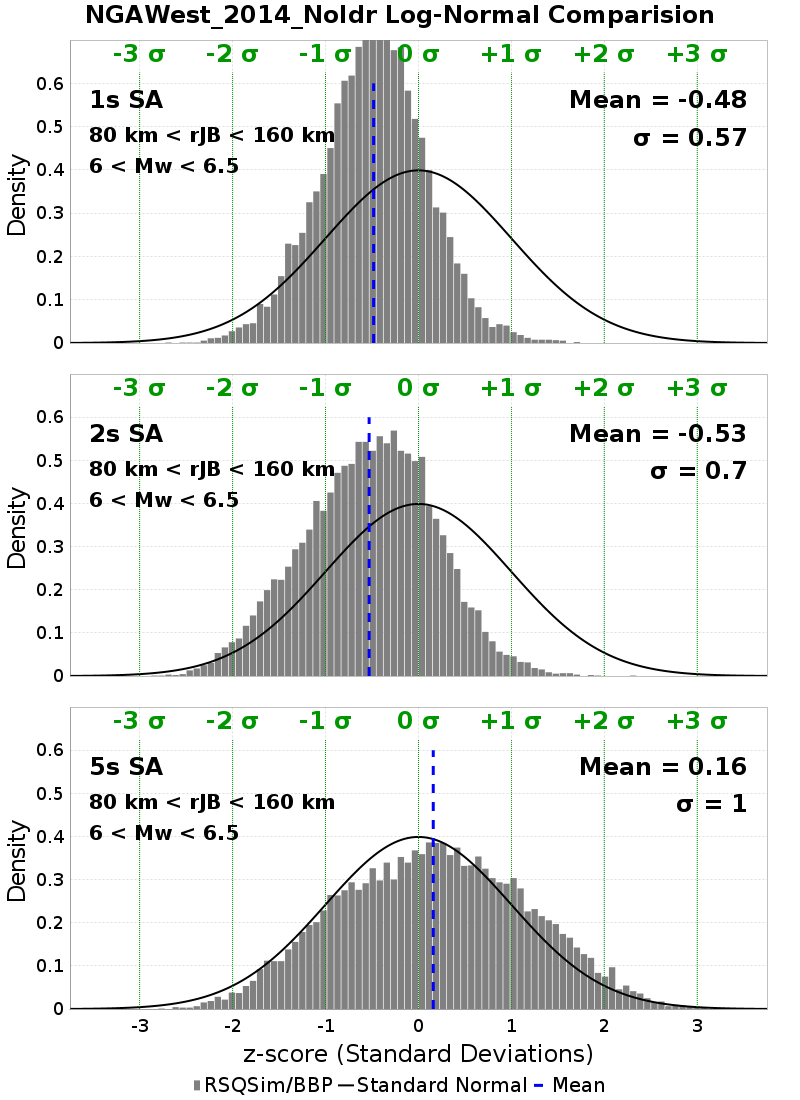 NGAWest_2014_NoIdr Log-Normal Comparision
-3 σ -2 σ -1 σ 0 σ +1 σ +2 σ +3 σ
0.6
1s SA Mean = -0.48
0.5
80 km < rJB < 160 km σ = 0.57
6 < Mw < 6.5
0.4
0.3
0.2
0.1
0
Density
-3 σ -2 σ -1 σ 0 σ +1 σ +2 σ +3 σ
0.6
2s SA Mean = -0.53
0.5
80 km < rJB < 160 km σ = 0.7
6 < Mw < 6.5
0.4
0.3
0.2
0.1
0
Density
-3 σ -2 σ -1 σ 0 σ +1 σ +2 σ +3 σ
0.6
5s SA Mean = 0.16
0.5
80 km < rJB < 160 km σ = 1
6 < Mw < 6.5
0.4
0.3
0.2
0.1
0
Density
-3 -2 -1 0 1 2 3
z-score (Standard Deviations)
RSQSim/BBP Standard Normal Mean